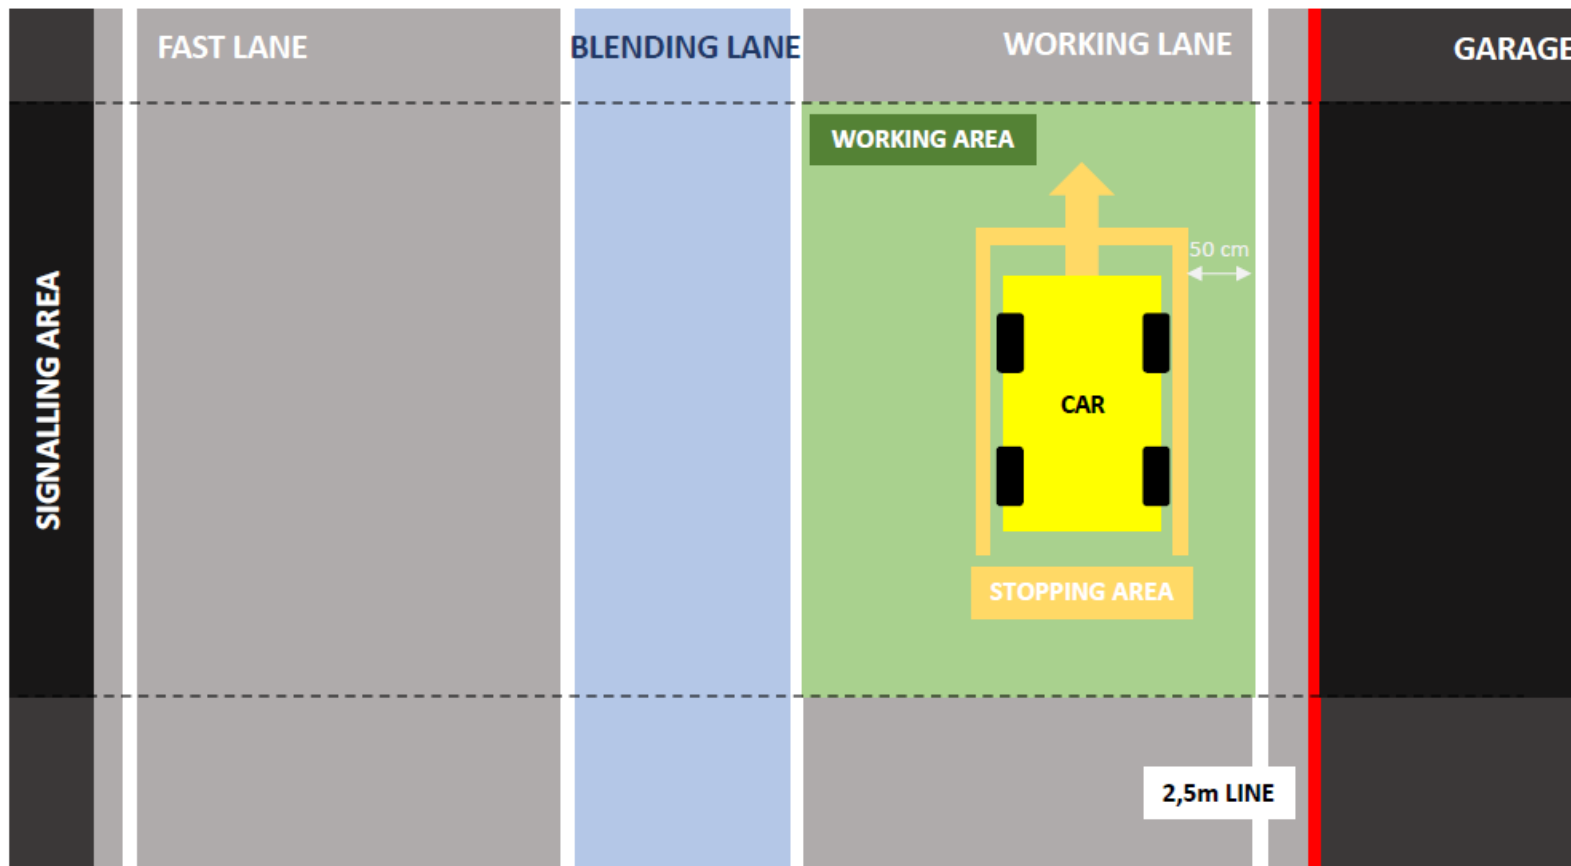 FAST LANE
BLENDING LANE
WORKING LANE
GARAGE
WORKING AREA
50 cm
SIGNALLING AREA
CAR
STOPPING AREA
2,5m LINE